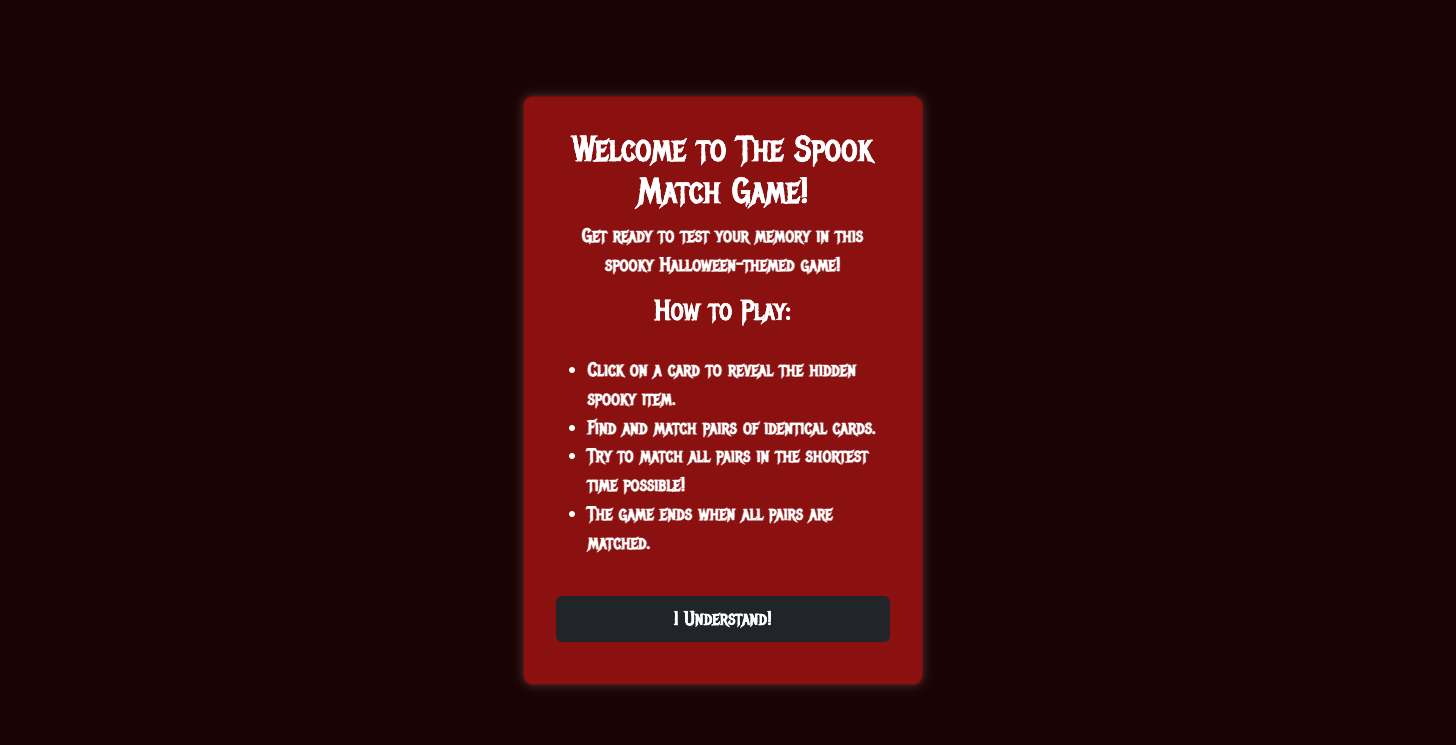 Welcome to The Spook
Match Game!
Get ready to test your memory in this
spooky Halloween-themed game!
How to Play:
• Click on a card to reveal the hidden
spooky item.
• Find and match pairs of identical cards.
• Try to match all pairs in the shortest
time possible!
• The game ends when all pairs are
matched.
I Understand!